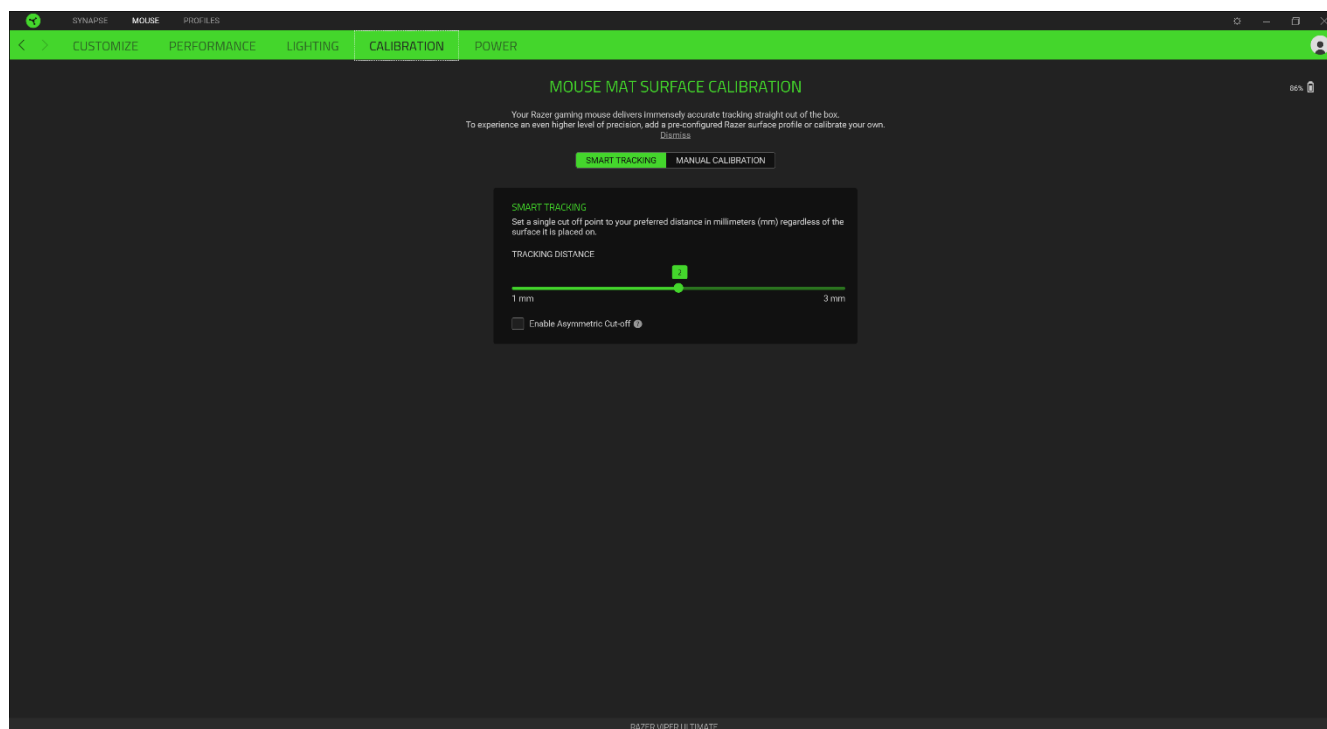 SYNAPSE MOUSE PROFILES
CUSTOMIZE PERFORMANCE LIGHTING CALIBRATION POWER
MOUSE MAT SURFACE CALIBRATION
86%
Your Razer gaming mouse delivers immensely accurate tracking straight out of the box.
To experience an even higher level of precision, add a pre-configured Razer surface profile or calibrate your own.
Dismiss
SMART TRACKING MANUAL CALIBRATION
SMART TRACKING
Set a single cut off point to your preferred distance in millimeters (mm) regardless of the
surface it is placed on.
TRACKING DISTANCE
2
1 mm 3 mm
Enable Asymmetric Cut-off ?
RAZER VIPER ULTIMATE